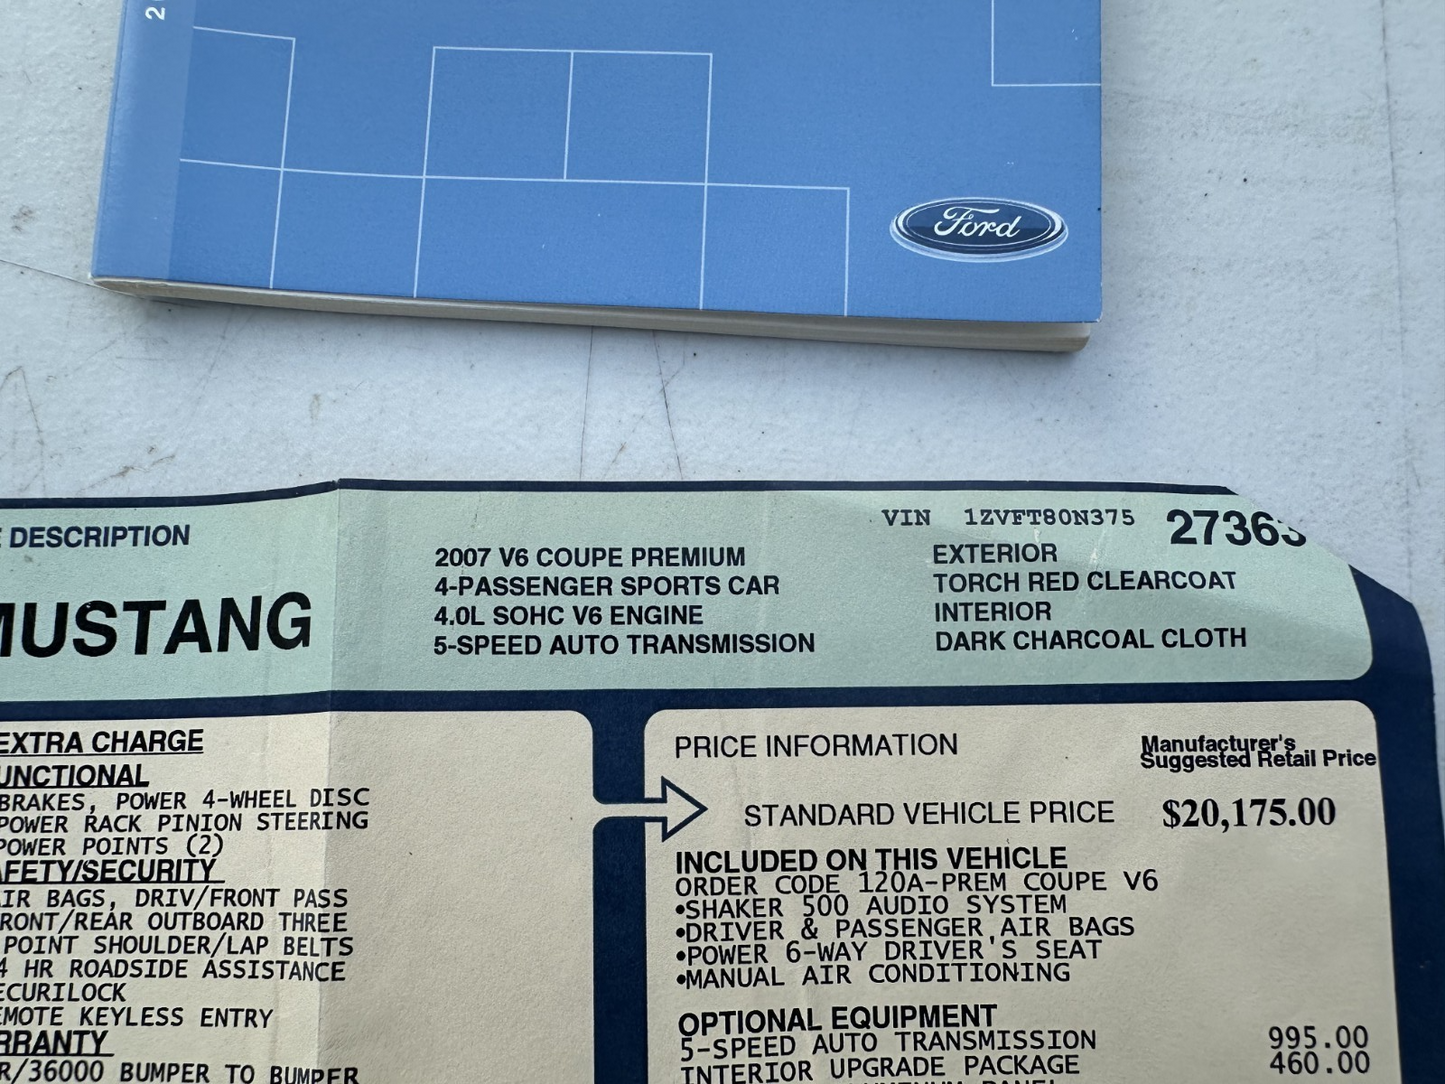 Ford
VIN 1ZVFT80N375 27363
DESCRIPTION
MUSTANG
2007 V6 COUPE PREMIUM
4-PASSENGER SPORTS CAR
4.0L SOHC V6 ENGINE
5-SPEED AUTO TRANSMISSION
EXTERIOR
TORCH RED CLEARCOAT
INTERIOR
DARK CHARCOAL CLOTH
EXTRA CHARGE
UNCTIONAL
BRAKES, POWER 4-WHEEL DISC
POWER RACK PINION STEERING
POWER POINTS (2)
AFETY/SECURITY
AIR BAGS, DRIV/FRONT PASS
FRONT/REAR OUTBOARD THREE
POINT SHOULDER/LAP BELTS
4 HR ROADSIDE ASSISTANCE
ECURILOCK
EMOTE KEYLESS ENTRY
RRANTY
R/36000 BUMPER TO BUMPER
PRICE INFORMATION
Manufacturer's
Suggested Retail Price
STANDARD VEHICLE PRICE $20,175.00
INCLUDED ON THIS VEHICLE
ORDER CODE 120A-PREM COUPE V6
•SHAKER 500 AUDIO SYSTEM
•DRIVER & PASSENGER AIR BAGS
•POWER 6-WAY DRIVER'S SEAT
•MANUAL AIR CONDITIONING
OPTIONAL EQUIPMENT
5-SPEED AUTO TRANSMISSION 995.00
INTERIOR UPGRADE PACKAGE 460.00
PANEL